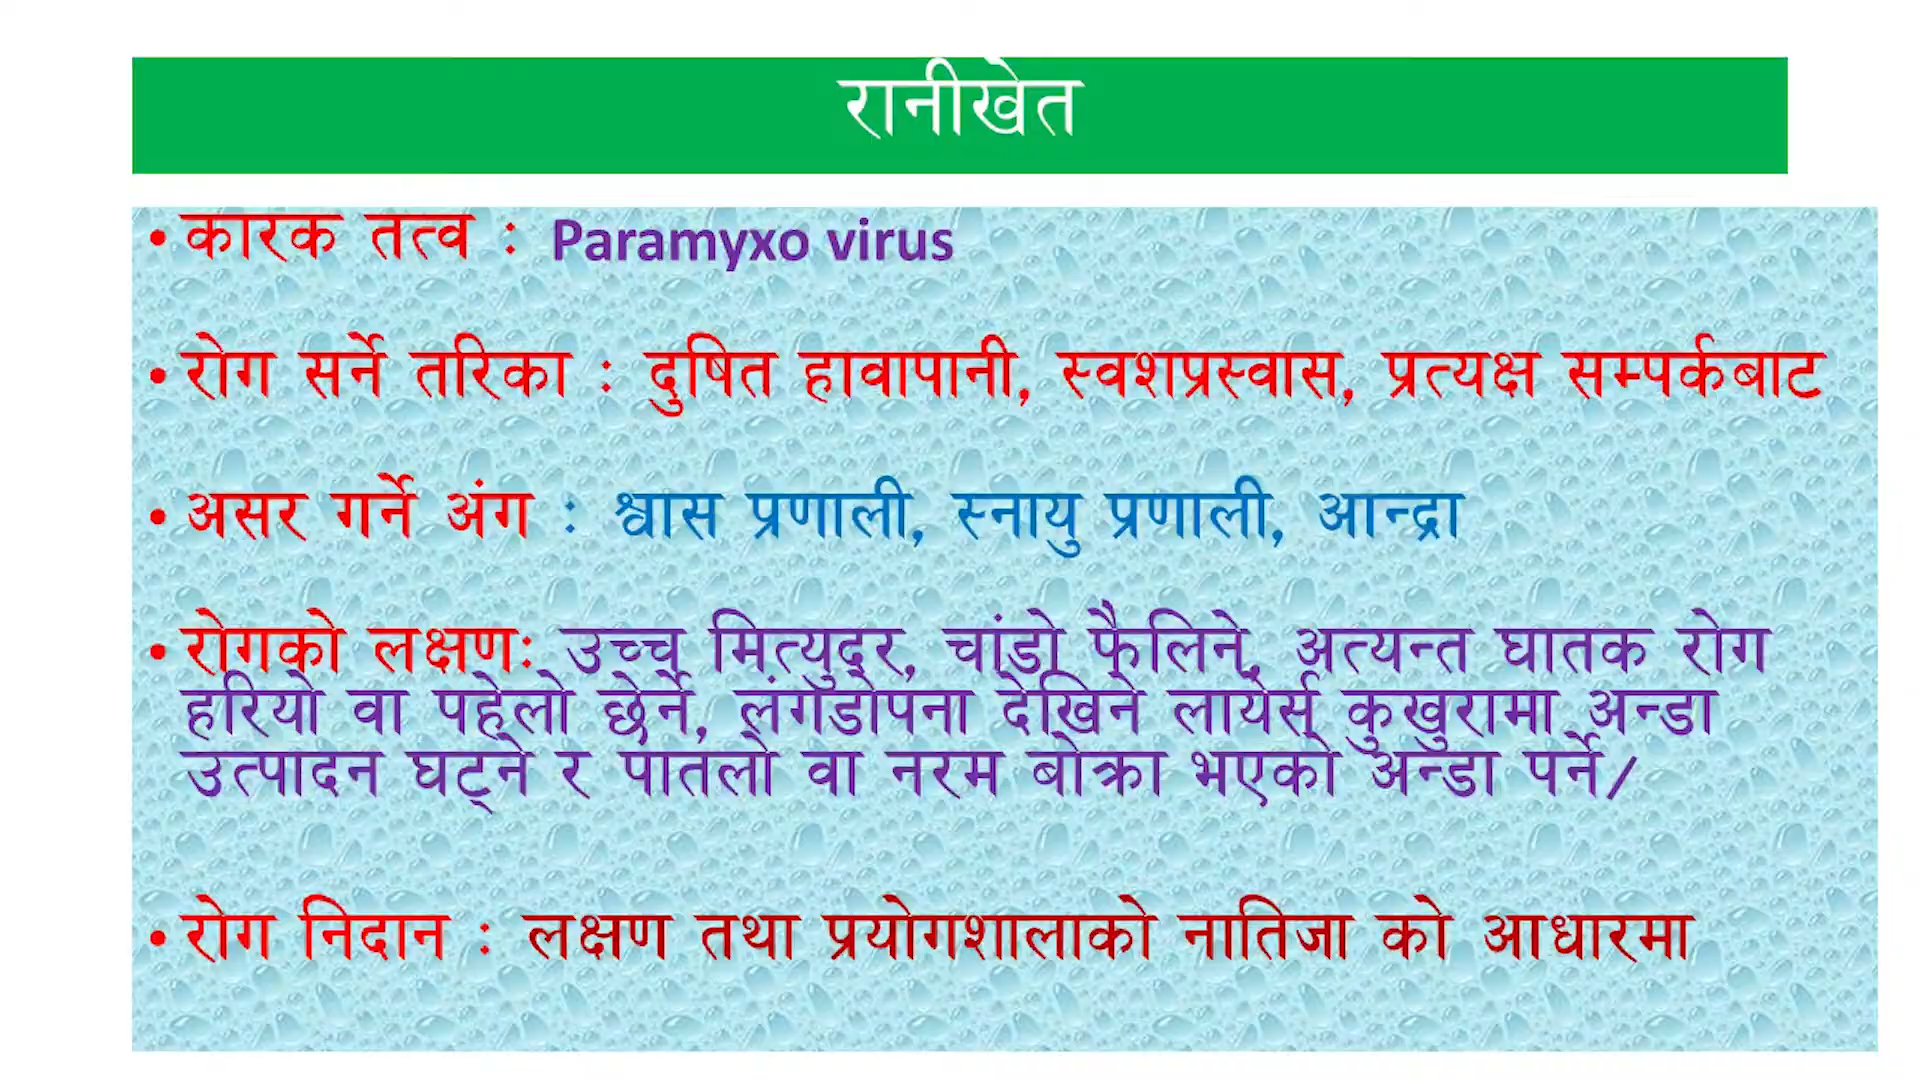 रानीखेत
• कारक तत्व : Paramyxo virus
• रोग सर्ने तरिका : दुषित हावापानी, स्वशप्रस्वास, प्रत्यक्ष सम्पर्कबाट
• असर गर्ने अंग : श्वास प्रणाली, स्नायु प्रणाली, आन्द्रा
• रोगको लक्षणः उच्च मित्युदर, चांडो फैलिने, अत्यन्त घातक रोग
हरियो वा पहेलो छेर्ने, लंगडोपना देखिने लायेर्स कुखुरामा अन्डा
उत्पादन घट्ने र पातलो वा नरम बोक्रा भएको अन्डा पर्ने/
• रोग निदान : लक्षण तथा प्रयोगशालाको नातिजा को आधारमा